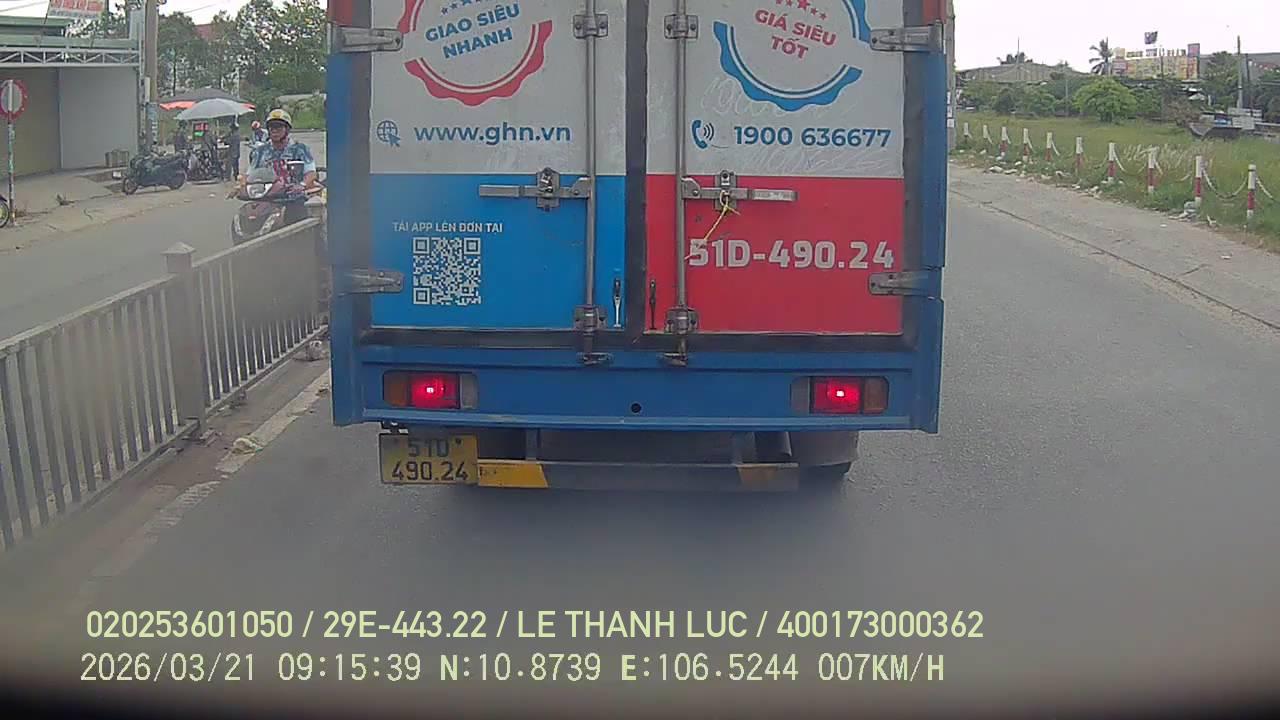 GIAO SIÊU
NHANH
GIÁ SIÊU
TỐT
www.ghn.vn
1900 636677
TẢI APP LÊN ĐƠN TẠI
51D-490.24
51D
490.24
020253601050 / 29E-443.22 / LE THANH LUC / 400173000362
2026/03/21 09:15:39 N:10.8739 E:106.5244 007KM/H